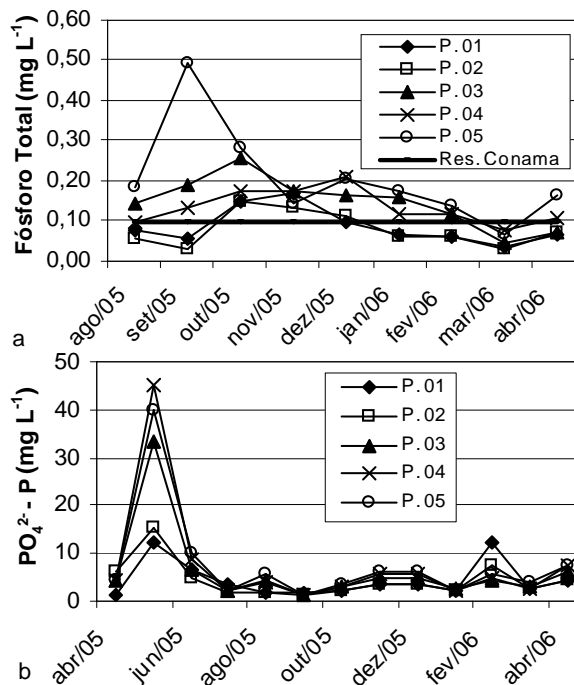 Fósforo Total (mg L-1)
0,60
0,50
0,40
0,30
0,20
0,10
0,00
P.01
P.02
P.03
P.04
P.05
Res.Conama
ago/05
set/05
out/05
nov/05
dez/05
jan/06
fev/06
mar/06
abr/06
a
PO42- - P (mg L-1)
50
40
30
20
10
0
P.01
P.02
P.03
P.04
P.05
abr/05
jun/05
ago/05
out/05
dez/05
fev/06
abr/06
b